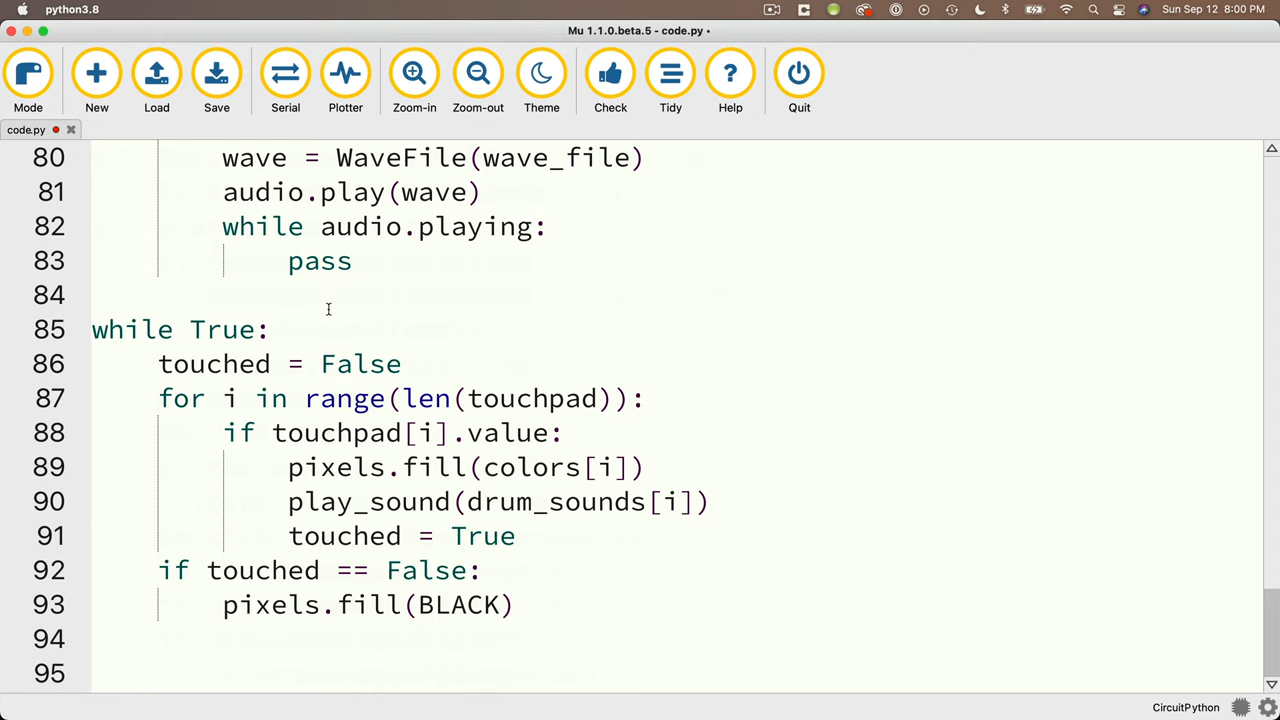 python3.8
Sun Sep 12 8:00 PM
Mu 1.1.0.beta.5 - code.py •
Mode New Load Save Serial Plotter Zoom-in Zoom-out Theme Check Tidy Help Quit
code.py
80 wave = WaveFile(wave_file)
81 audio.play(wave)
82 while audio.playing:
83 pass
84
85 while True:
86 touched = False
87 for i in range(len(touchpad)):
88 if touchpad[i].value:
89 pixels.fill(colors[i])
90 play_sound(drum_sounds[i])
91 touched = True
92 if touched == False:
93 pixels.fill(BLACK)
94
95
CircuitPython